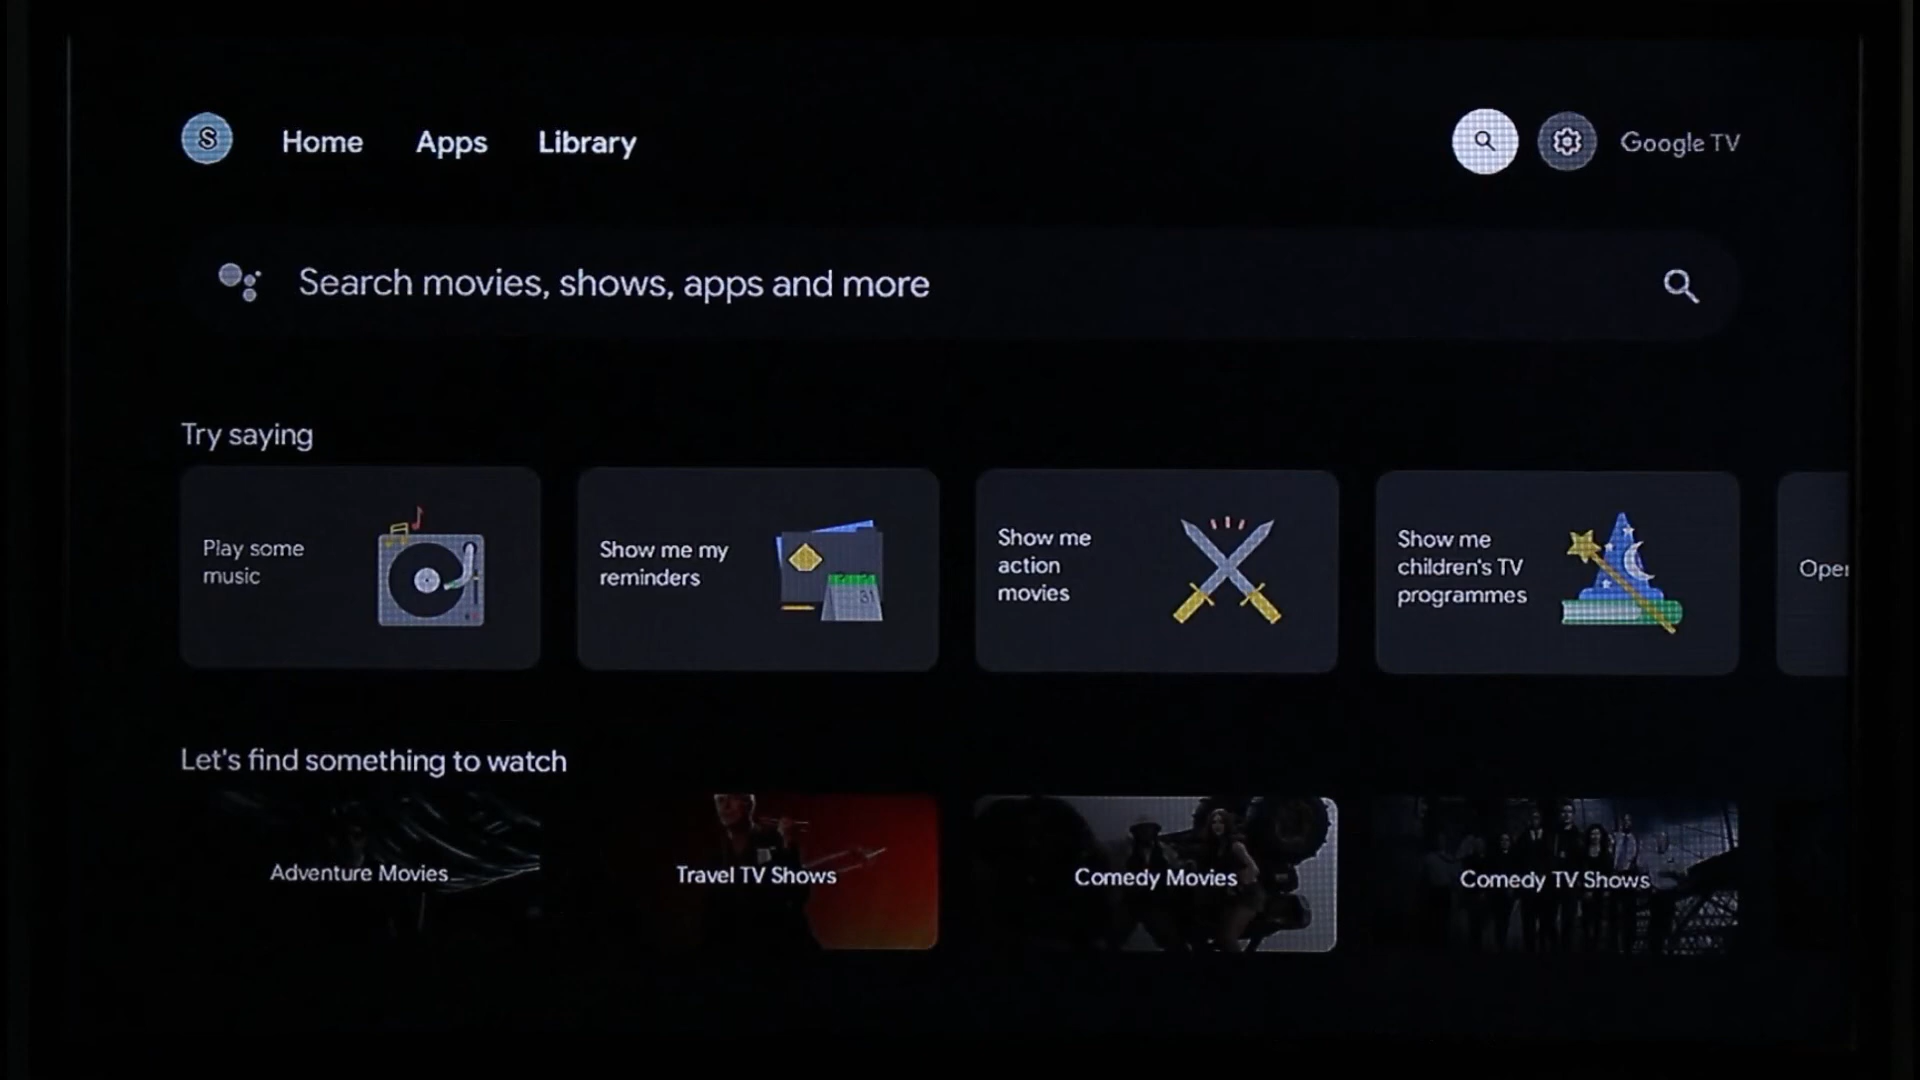 S Home Apps Library Google TV
Search movies, shows, apps and more
Try saying
Play some
music
Show me my
reminders
31
Show me
action
movies
Show me
children's TV
programmes
Oper
Let's find something to watch
Adventure Movies
Travel TV Shows
Comedy Movies
Comedy TV Shows